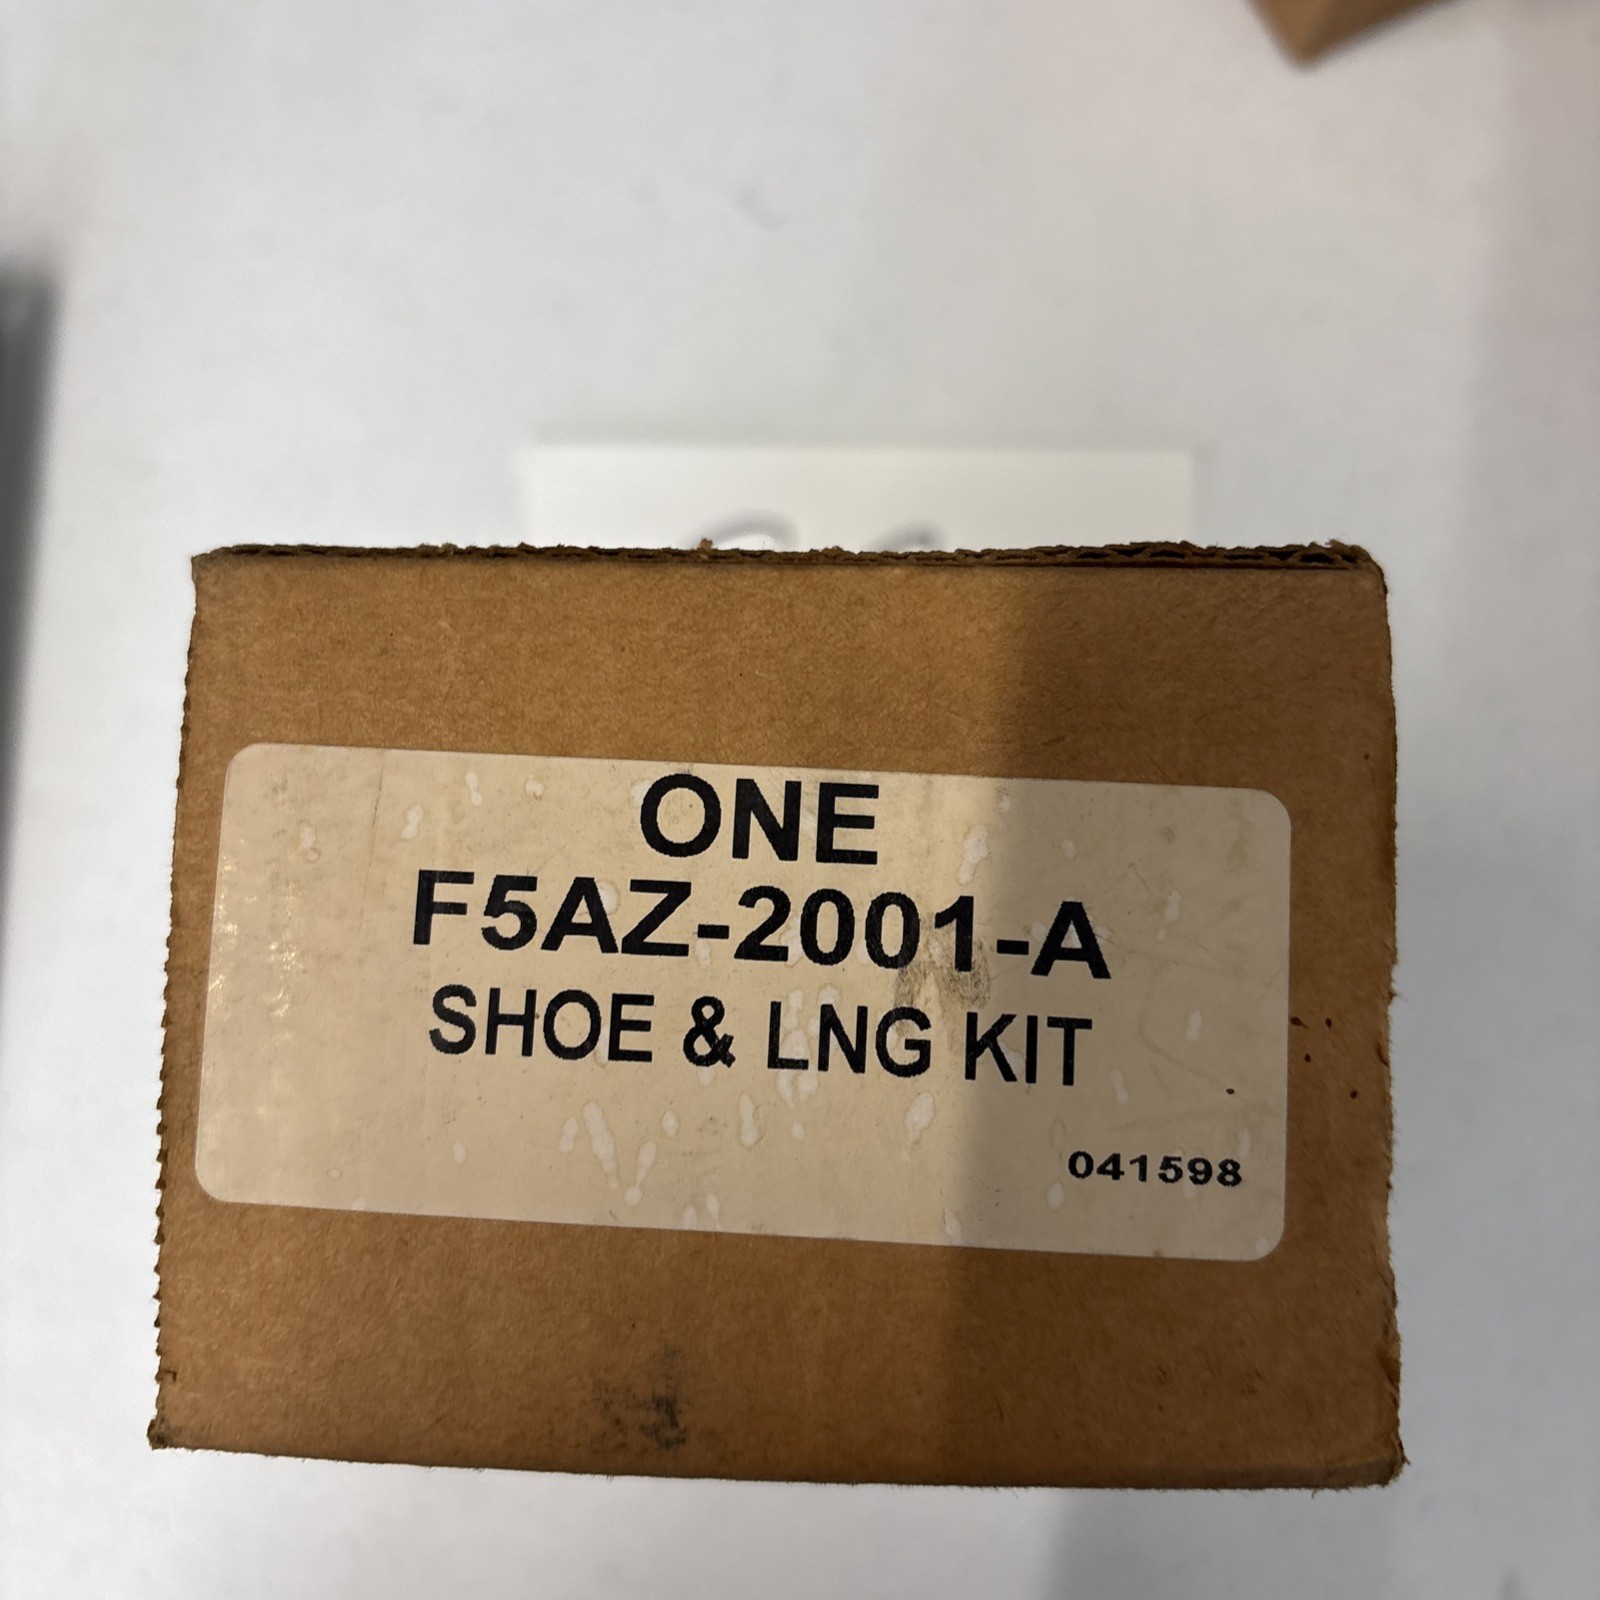 ONE
F5AZ-2001-A
SHOE & LNG KIT
041598